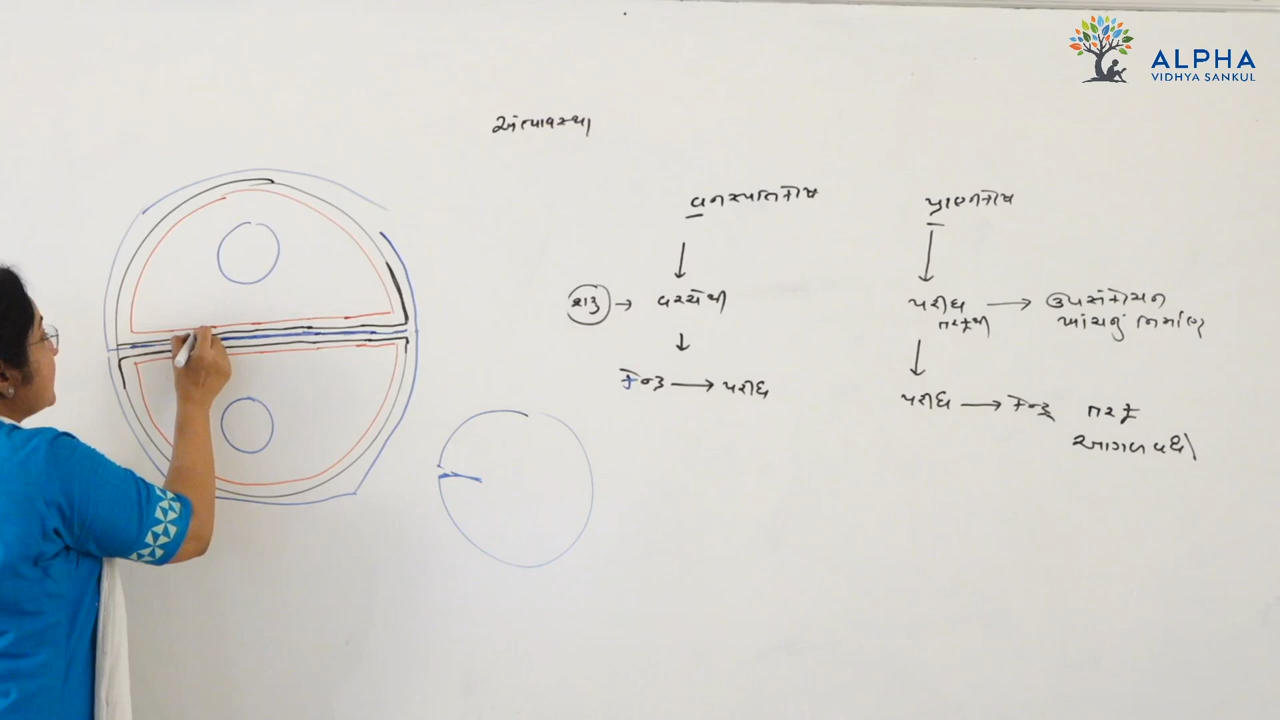 ALPHA
VIDHYA SANKUL
અંત્યાવસ્થા
વનસ્પતિકોષ
પ્રાણીકોષ
શરૂ → વચ્ચેથી
પરીઘ → ઉપસંકોચન
તરફથી ખાંચનું નિર્માણ
કેન્દ્ર → પરીઘ
પરીઘ → કેન્દ્ર તરફ
આગળ વધે